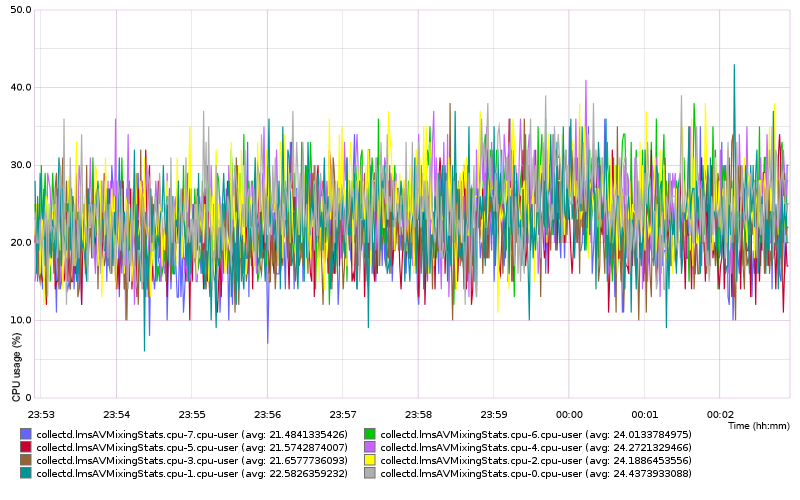 50.0
40.0
30.0
20.0
10.0
0
CPU usage (%)
23:53 23:54 23:55 23:56 23:57 23:58 23:59 00:00 00:01 00:02
Time (hh:mm)
collectd.lmsAVMixingStats.cpu-7.cpu-user (avg: 21.4841335426) collectd.lmsAVMixingStats.cpu-6.cpu-user (avg: 24.0133784975)
collectd.lmsAVMixingStats.cpu-5.cpu-user (avg: 21.5742874007) collectd.lmsAVMixingStats.cpu-4.cpu-user (avg: 24.2721329466)
collectd.lmsAVMixingStats.cpu-3.cpu-user (avg: 21.6577736093) collectd.lmsAVMixingStats.cpu-2.cpu-user (avg: 24.1886453556)
collectd.lmsAVMixingStats.cpu-1.cpu-user (avg: 22.5826359232) collectd.lmsAVMixingStats.cpu-0.cpu-user (avg: 24.4373933088)